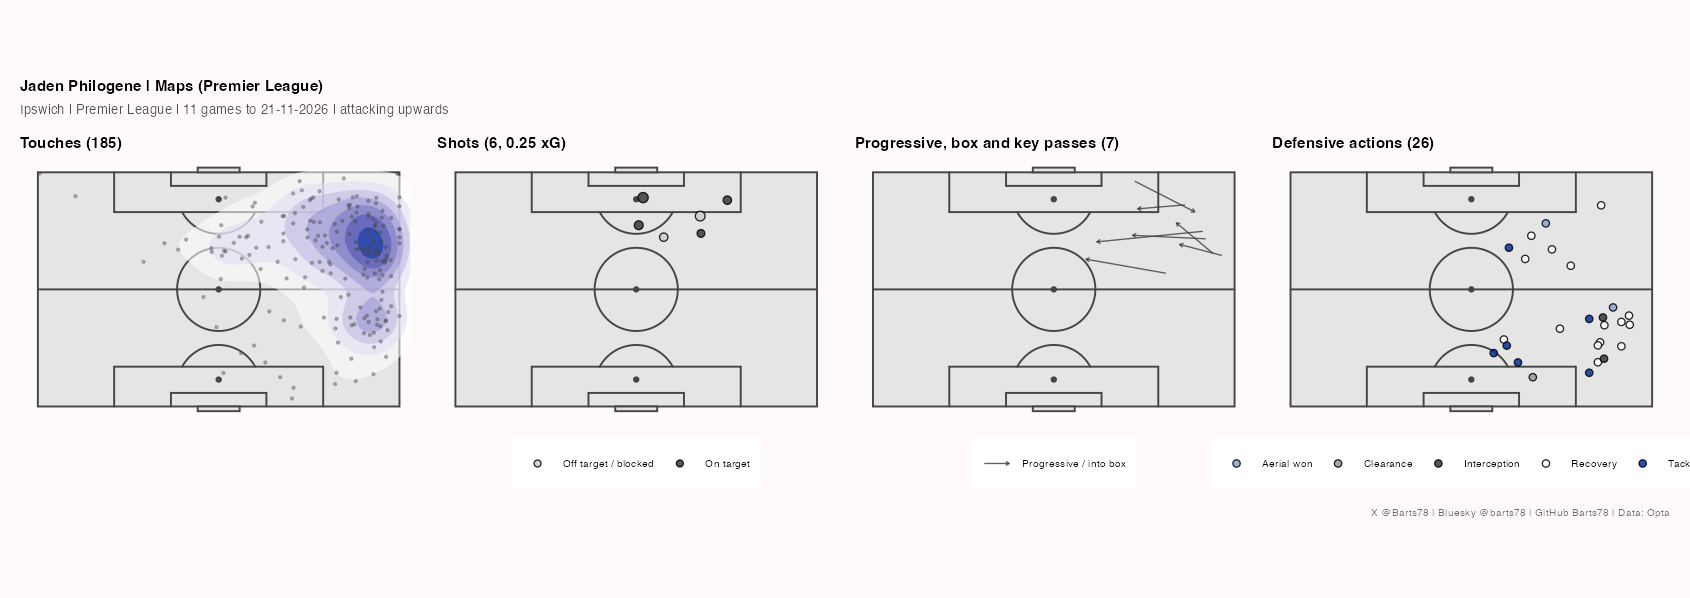 Jaden Philogene | Maps (Premier League)
Ipswich | Premier League | 11 games to 21-11-2026 | attacking upwards
Touches (185)
Shots (6, 0.25 xG)
Progressive, box and key passes (7)
Defensive actions (26)
Off target / blocked
On target
Progressive / into box
Aerial won
Clearance
Interception
Recovery
Tack
X @Barts78 | Bluesky @barts78 | GitHub Barts78 | Data: Opta